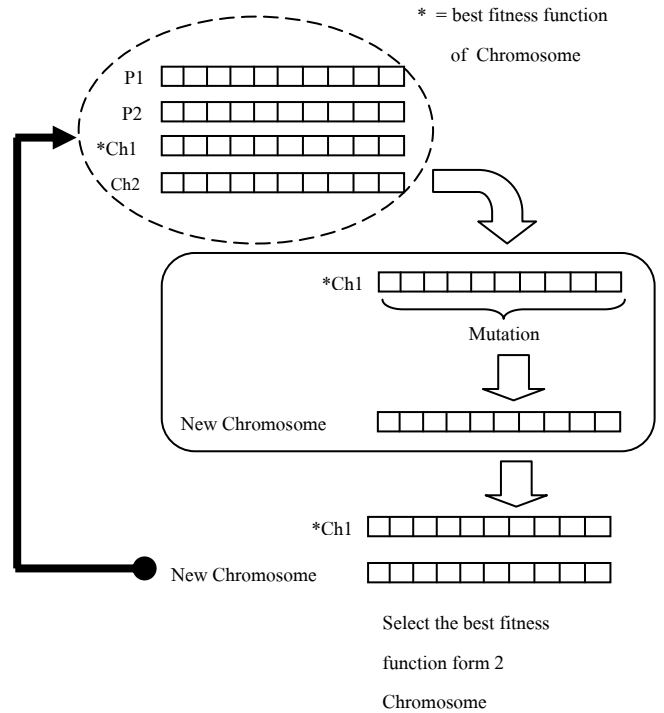 * = best fitness function
of Chromosome
P1
P2
*Ch1
Ch2
*Ch1
Mutation
New Chromosome
*Ch1
New Chromosome
Select the best fitness
function form 2
Chromosome